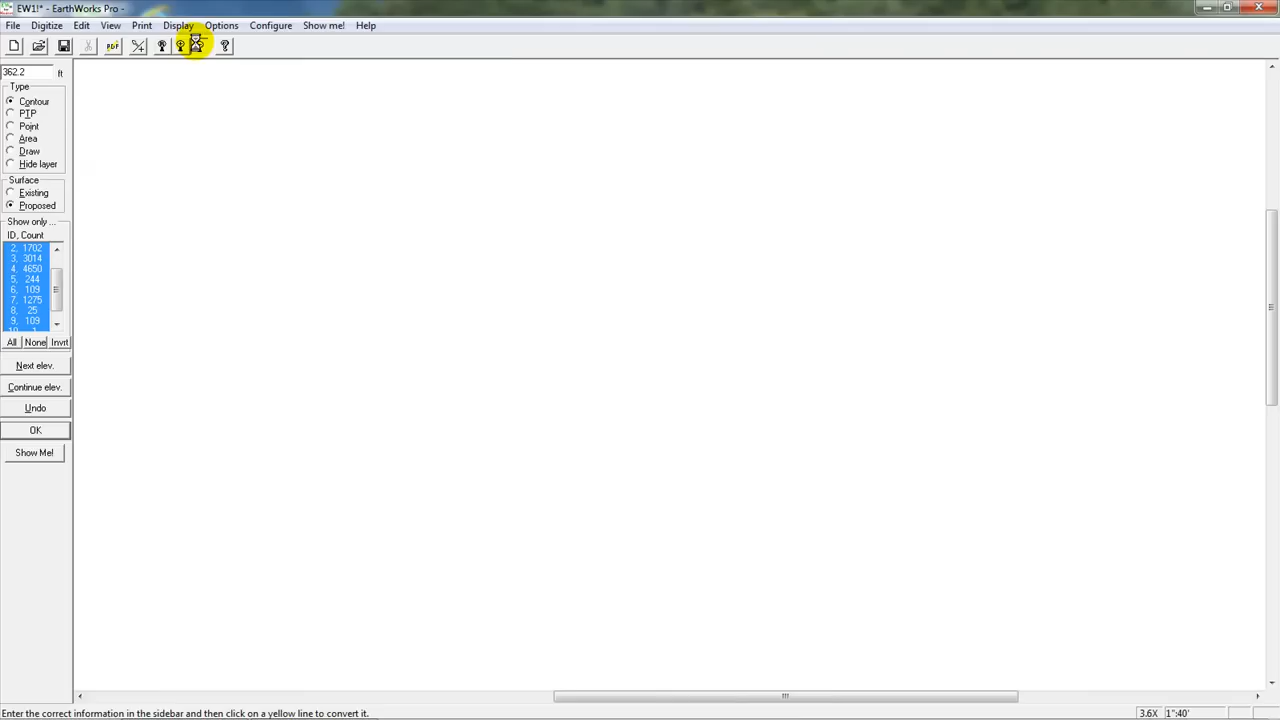 EW1!* - EarthWorks Pro -
File Digitize Edit View Print Display Options Configure Show me! Help
PDF
362.2 ft
Type
Contour
PTP
Point
Area
Draw
Hide layer
Surface
Existing
Proposed
Show only ...
ID, Count
2, 1702
3, 3014
4, 4650
5, 244
6, 109
7, 1275
8, 25
9, 109
10, 1
All None Invrt
Next elev.
Continue elev.
Undo
OK
Show Me!
Enter the correct information in the sidebar and then click on a yellow line to convert it. 3.6X 1":40'